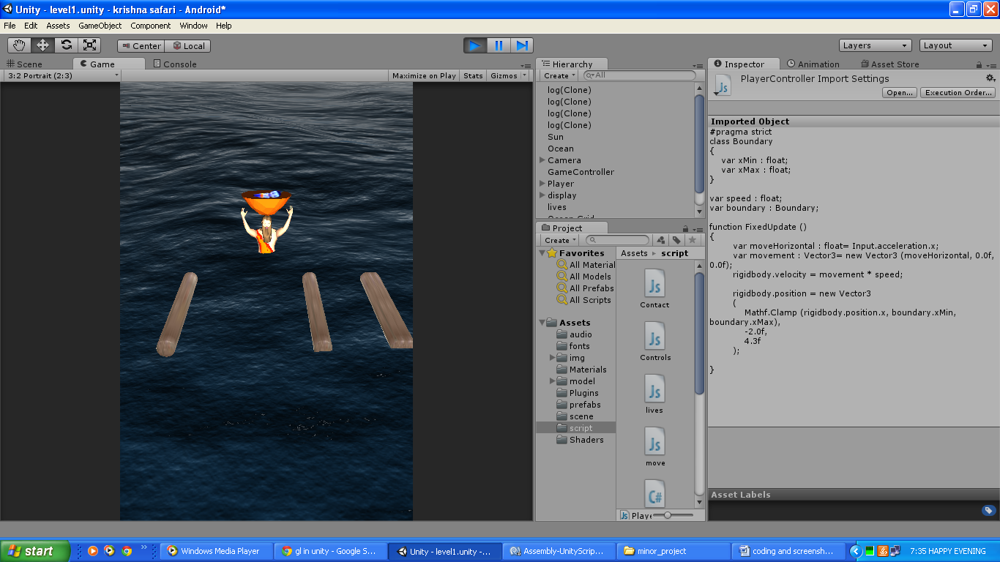 Unity - level1.unity - krishna safari - Android*
File Edit Assets GameObject Component Window Help
Center Local Layers Layout
Scene Game Console
3:2 Portrait (2:3) Maximize on Play Stats Gizmos
Hierarchy
Create All
log(Clone)
log(Clone)
log(Clone)
log(Clone)
Sun
Ocean
Camera
GameController
Player
display
lives
Ocean Grid
Project
Create
Favorites
All Material
All Models
All Prefabs
All Scripts
Assets
audio
fonts
img
Materials
model
Plugins
prefabs
scene
script
Shaders
Assets script
Js
Contact
Js
Controls
Js
lives
Js
move
C#
Js Playe
Inspector Animation Asset Store
Js PlayerController Import Settings
Open... Execution Order...
Imported Object
#pragma strict
class Boundary
{
var xMin : float;
var xMax : float;
}
var speed : float;
var boundary : Boundary;
function FixedUpdate ()
{
var moveHorizontal : float= Input.acceleration.x;
var movement : Vector3= new Vector3 (moveHorizontal, 0.0f,
0.0f);
rigidbody.velocity = movement * speed;
rigidbody.position = new Vector3
(
Mathf.Clamp (rigidbody.position.x, boundary.xMin,
boundary.xMax),
-2.0f,
4.3f
);
}
Asset Labels
start Windows Media Player gl in unity - Google S... Unity - level1.unity -... Assembly-UnityScrip... minor_project coding and screensh... 7:35 HAPPY EVENING